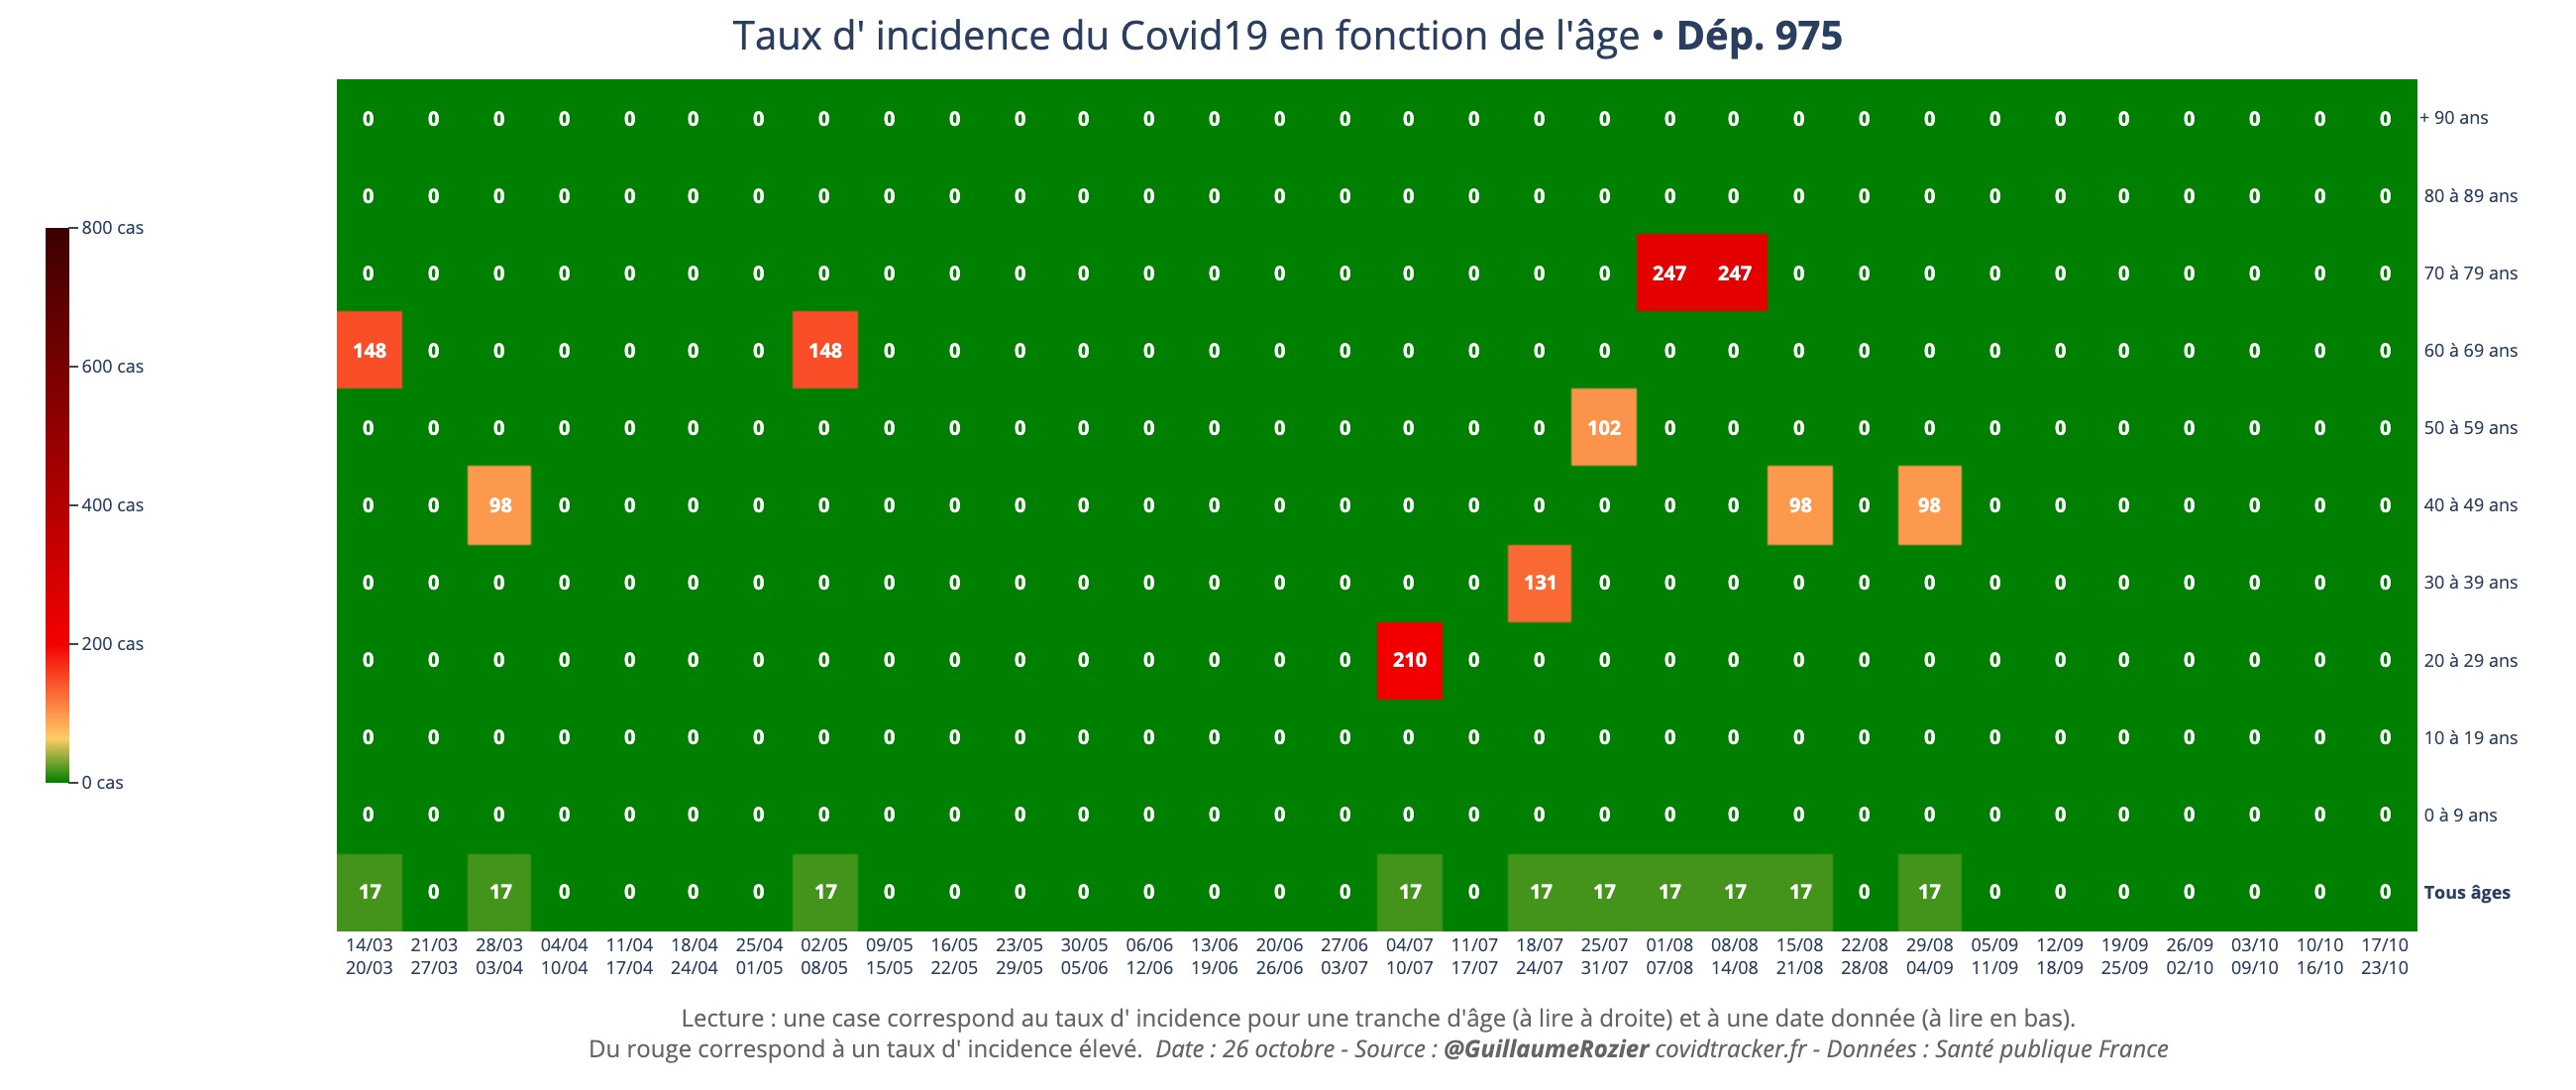 Taux d' incidence du Covid19 en fonction de l'âge • Dép. 975
0 0 0 0 0 0 0 0 0 0 0 0 0 0 0 0 0 0 0 0 0 0 0 0 0 0 0 0 0 0 0 0 + 90 ans
0 0 0 0 0 0 0 0 0 0 0 0 0 0 0 0 0 0 0 0 0 0 0 0 0 0 0 0 0 0 0 0 80 à 89 ans
800 cas
0 0 0 0 0 0 0 0 0 0 0 0 0 0 0 0 0 0 0 0 247 247 0 0 0 0 0 0 0 0 0 0 70 à 79 ans
148 0 0 0 0 0 0 148 0 0 0 0 0 0 0 0 0 0 0 0 0 0 0 0 0 0 0 0 0 0 0 0 60 à 69 ans
600 cas
0 0 0 0 0 0 0 0 0 0 0 0 0 0 0 0 0 0 0 102 0 0 0 0 0 0 0 0 0 0 0 0 50 à 59 ans
400 cas
0 0 98 0 0 0 0 0 0 0 0 0 0 0 0 0 0 0 0 0 0 0 98 0 98 0 0 0 0 0 0 0 40 à 49 ans
0 0 0 0 0 0 0 0 0 0 0 0 0 0 0 0 0 0 131 0 0 0 0 0 0 0 0 0 0 0 0 0 30 à 39 ans
200 cas
0 0 0 0 0 0 0 0 0 0 0 0 0 0 0 0 210 0 0 0 0 0 0 0 0 0 0 0 0 0 0 0 20 à 29 ans
0 0 0 0 0 0 0 0 0 0 0 0 0 0 0 0 0 0 0 0 0 0 0 0 0 0 0 0 0 0 0 0 10 à 19 ans
0 cas
0 0 0 0 0 0 0 0 0 0 0 0 0 0 0 0 0 0 0 0 0 0 0 0 0 0 0 0 0 0 0 0 0 à 9 ans
17 0 17 0 0 0 0 17 0 0 0 0 0 0 0 0 17 0 17 17 17 17 17 0 17 0 0 0 0 0 0 0 Tous âges
14/03 21/03 28/03 04/04 11/04 18/04 25/04 02/05 09/05 16/05 23/05 30/05 06/06 13/06 20/06 27/06 04/07 11/07 18/07 25/07 01/08 08/08 15/08 22/08 29/08 05/09 12/09 19/09 26/09 03/10 10/10 17/10
20/03 27/03 03/04 10/04 17/04 24/04 01/05 08/05 15/05 22/05 29/05 05/06 12/06 19/06 26/06 03/07 10/07 17/07 24/07 31/07 07/08 14/08 21/08 28/08 04/09 11/09 18/09 25/09 02/10 09/10 16/10 23/10
Lecture : une case correspond au taux d' incidence pour une tranche d'âge (à lire à droite) et à une date donnée (à lire en bas).
Du rouge correspond à un taux d' incidence élevé. Date : 26 octobre - Source : @GuillaumeRozier covidtracker.fr - Données : Santé publique France